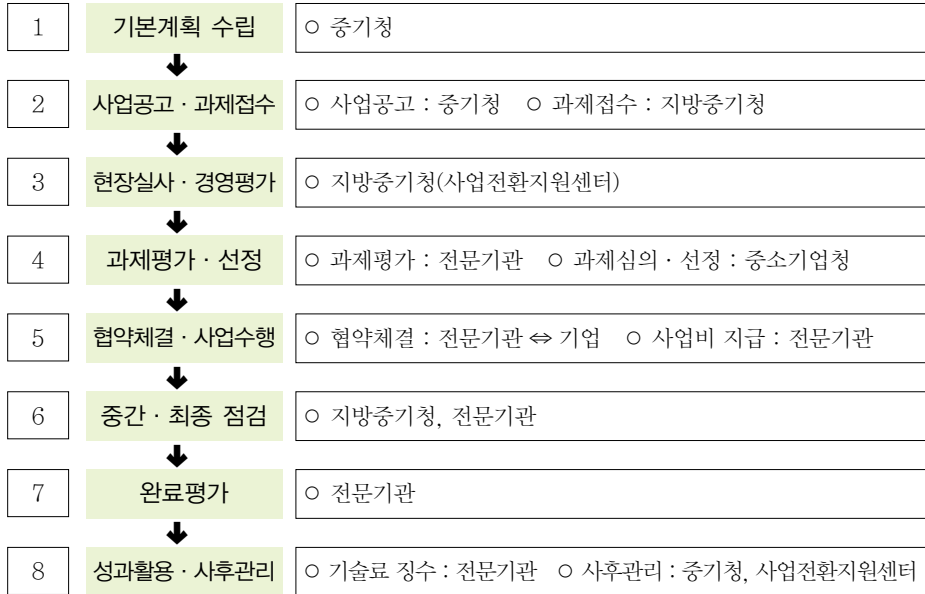 1 기본계획 수립 ○ 중기청
2 사업공고 · 과제접수 ○ 사업공고 : 중기청 ○ 과제접수 : 지방중기청
3 현장실사 · 경영평가 ○ 지방중기청(사업전환지원센터)
4 과제평가 · 선정 ○ 과제평가 : 전문기관 ○ 과제심의 · 선정 : 중소기업청
5 협약체결 · 사업수행 ○ 협약체결 : 전문기관 ⇔ 기업 ○ 사업비 지급 : 전문기관
6 중간 · 최종 점검 ○ 지방중기청, 전문기관
7 완료평가 ○ 전문기관
8 성과활용 · 사후관리 ○ 기술료 징수 : 전문기관 ○ 사후관리 : 중기청, 사업전환지원센터